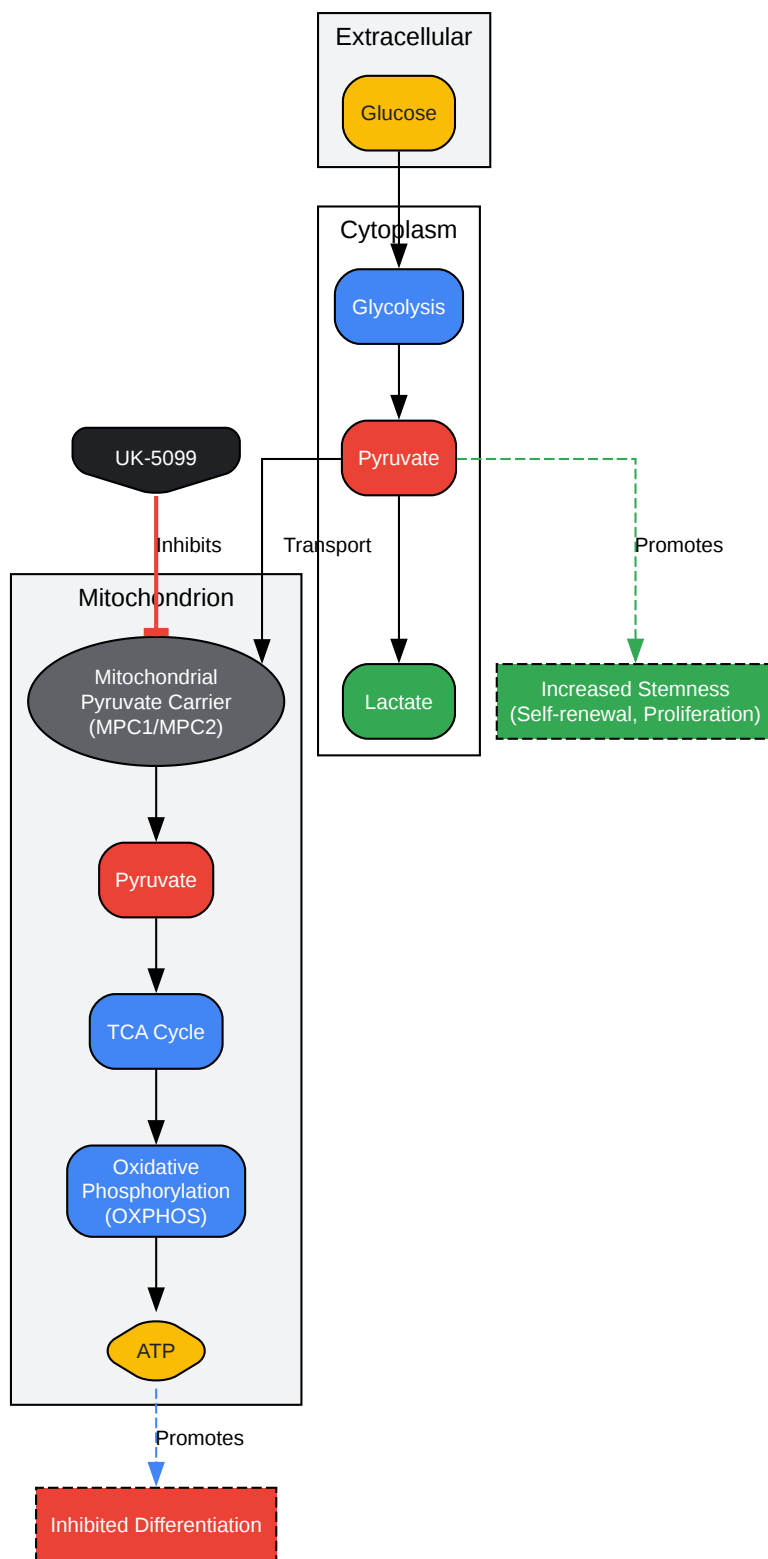 Extracellular
Glucose
Cytoplasm
Glycolysis
UK-5099
Pyruvate
Inhibits
Transport
Promotes
Mitochondrion
Mitochondrial
Pyruvate Carrier
(MPC1/MPC2)
Lactate
Increased Stemness
(Self-renewal, Proliferation)
Pyruvate
TCA Cycle
Oxidative
Phosphorylation
(OXPHOS)
ATP
Promotes
Inhibited Differentiation